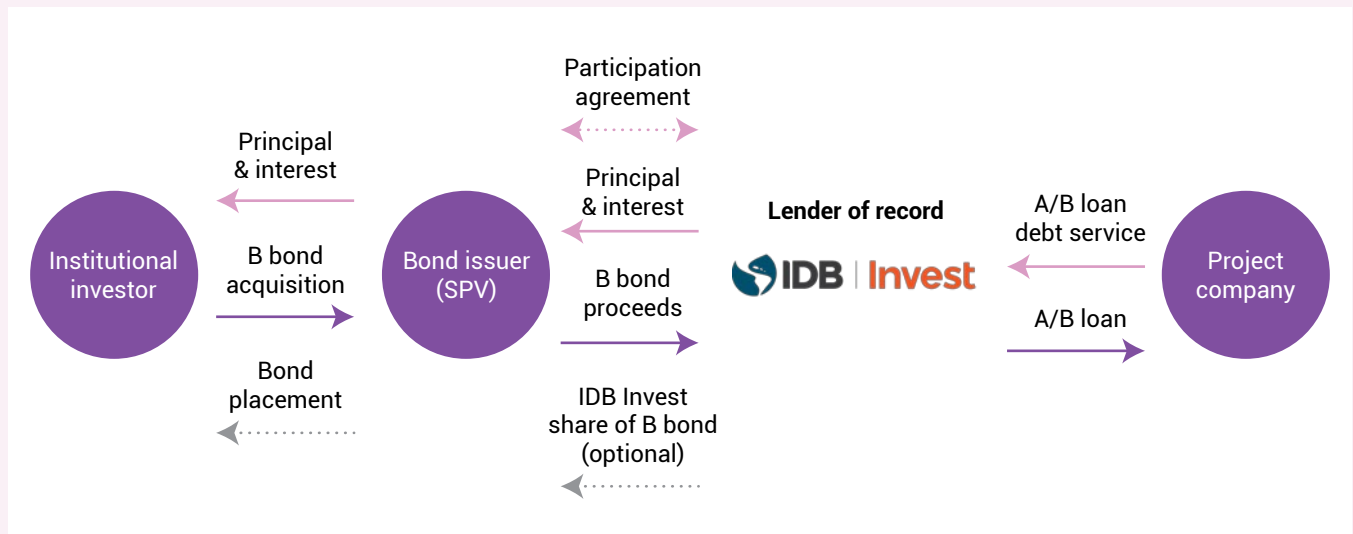 Principal
& interest
Institutional
investor
B bond
acquisition
Bond
placement
Bond issuer
(SPV)
Participation
agreement
Principal
& interest
B bond
proceeds
IDB Invest
share of B bond
(optional)
Lender of record
IDB Invest
A/B loan
debt service
A/B loan
Project
company